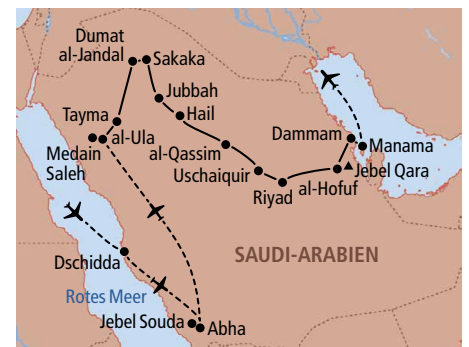 Dumat
al-Jandal
Sakaka
Jubbah
Hail
Tayma
al-Ula
Medain
Saleh
al-Qassim
Uschaiquir
Riyad
al-Hofuf
Dammam
Manama
Jebel Qara
SAUDI-ARABIEN
Dschidda
Rotes Meer
Jebel Souda
Abha